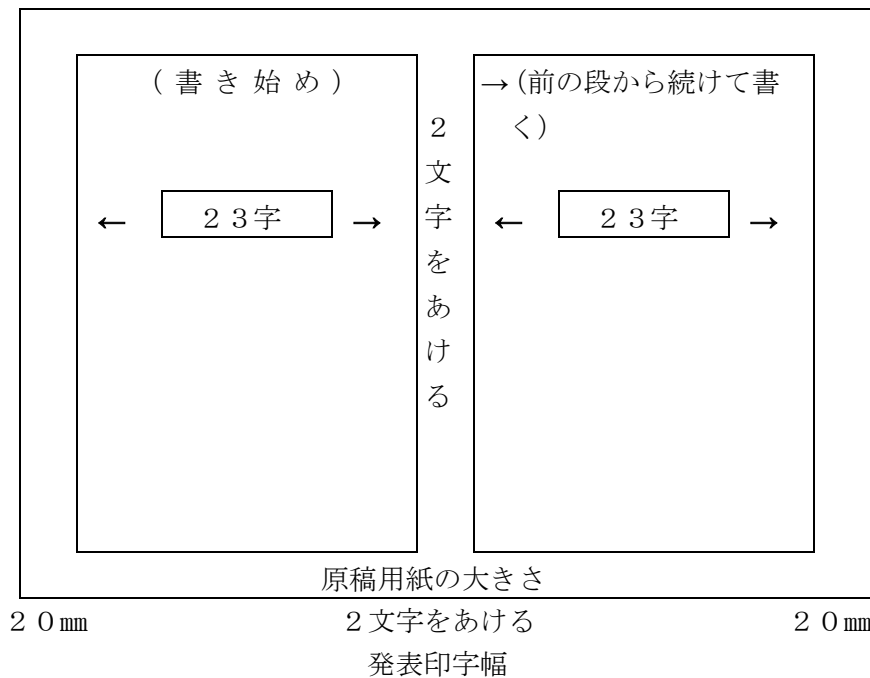 (書き始め)
→(前の段から続けて書
く)
2文字をあける
← 23字 →
← 23字 →
原稿用紙の大きさ
20㎜ 2文字をあける 20㎜
発表印字幅